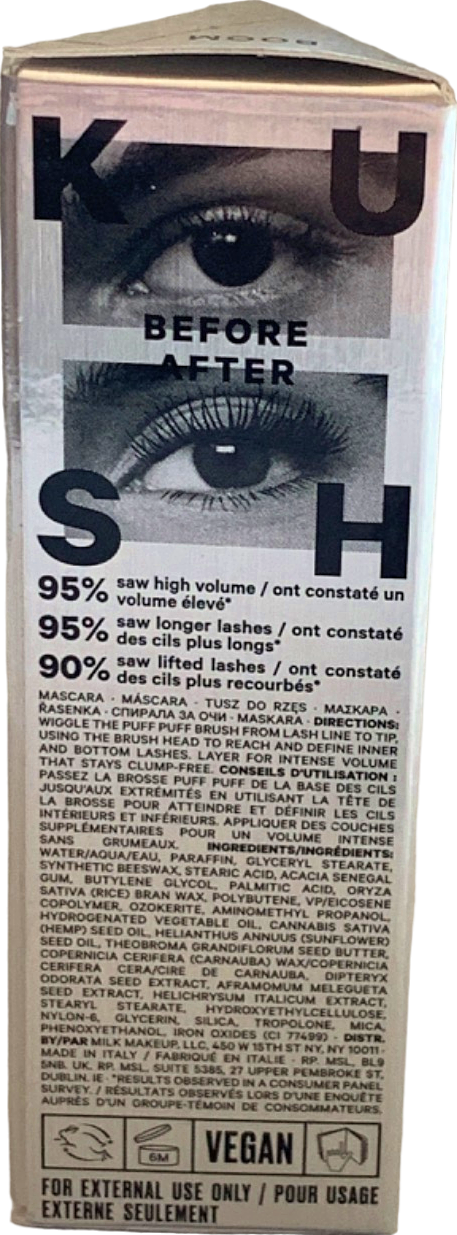 BOOM
K U
BEFORE
AFTER
S H
95% saw high volume / ont constaté un
volume élevé*
95% saw longer lashes / ont constaté
des cils plus longs*
90% saw lifted lashes / ont constaté
des cils plus recourbés*
MASCARA · MÁSCARA · TUSZ DO RZĘS · ΜΑΣΚΑΡΑ ·
ŘASENKA · СПИРАЛА ЗА ОЧИ · MASKARA · DIRECTIONS:
WIGGLE THE PUFF PUFF BRUSH FROM LASH LINE TO TIP,
USING THE BRUSH HEAD TO REACH AND DEFINE INNER
AND BOTTOM LASHES. LAYER FOR INTENSE VOLUME
THAT STAYS CLUMP-FREE. CONSEILS D'UTILISATION :
PASSEZ LA BROSSE PUFF PUFF DE LA BASE DES CILS
JUSQU'AUX EXTRÉMITÉS EN UTILISANT LA TÊTE DE
LA BROSSE POUR ATTEINDRE ET DÉFINIR LES CILS
INTÉRIEURS ET INFÉRIEURS. APPLIQUER DES COUCHES
SUPPLÉMENTAIRES POUR UN VOLUME INTENSE
SANS GRUMEAUX. INGREDIENTS/INGRÉDIENTS:
WATER/AQUA/EAU, PARAFFIN, GLYCERYL STEARATE,
SYNTHETIC BEESWAX, STEARIC ACID, ACACIA SENEGAL
GUM, BUTYLENE GLYCOL, PALMITIC ACID, ORYZA
SATIVA (RICE) BRAN WAX, POLYBUTENE, VP/EICOSENE
COPOLYMER, OZOKERITE, AMINOMETHYL PROPANOL,
HYDROGENATED VEGETABLE OIL, CANNABIS SATIVA
(HEMP) SEED OIL, HELIANTHUS ANNUUS (SUNFLOWER)
SEED OIL, THEOBROMA GRANDIFLORUM SEED BUTTER,
COPERNICIA CERIFERA (CARNAUBA) WAX/COPERNICIA
CERIFERA CERA/CIRE DE CARNAUBA, DIPTERYX
ODORATA SEED EXTRACT, AFRAMOMUM MELEGUETA
SEED EXTRACT, HELICHRYSUM ITALICUM EXTRACT,
STEARYL STEARATE, HYDROXYETHYLCELLULOSE,
NYLON-6, GLYCERIN, SILICA, TROPOLONE, MICA,
PHENOXYETHANOL, IRON OXIDES (CI 77499) · DISTR.
BY/PAR MILK MAKEUP, LLC, 450 W 15TH ST NY, NY 10011 ·
MADE IN ITALY / FABRIQUÉ EN ITALIE · RP. MSL, BL9
5NB. UK. RP. MSL, SUITE 5385, 27 UPPER PEMBROKE ST,
DUBLIN. IE · *RESULTS OBSERVED IN A CONSUMER PANEL
SURVEY. / RÉSULTATS OBSERVÉS LORS D'UNE ENQUÊTE
AUPRÈS D'UN GROUPE-TÉMOIN DE CONSOMMATEURS.
6M VEGAN
FOR EXTERNAL USE ONLY / POUR USAGE
EXTERNE SEULEMENT